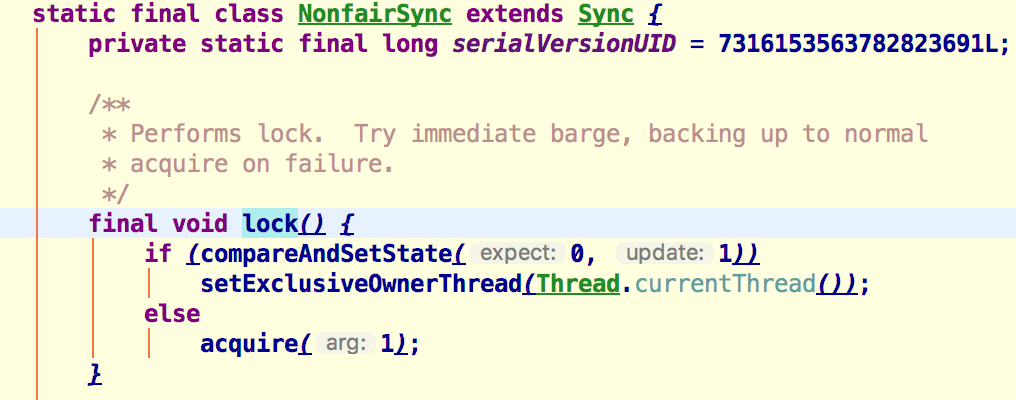 static final class NonfairSync extends Sync {
private static final long serialVersionUID = 7316153563782823691L;
/**
* Performs lock.  Try immediate barge, backing up to normal
* acquire on failure.
*/
final void lock() {
if (compareAndSetState( expect: 0,  update: 1))
setExclusiveOwnerThread(Thread.currentThread());
else
acquire( arg: 1);
}